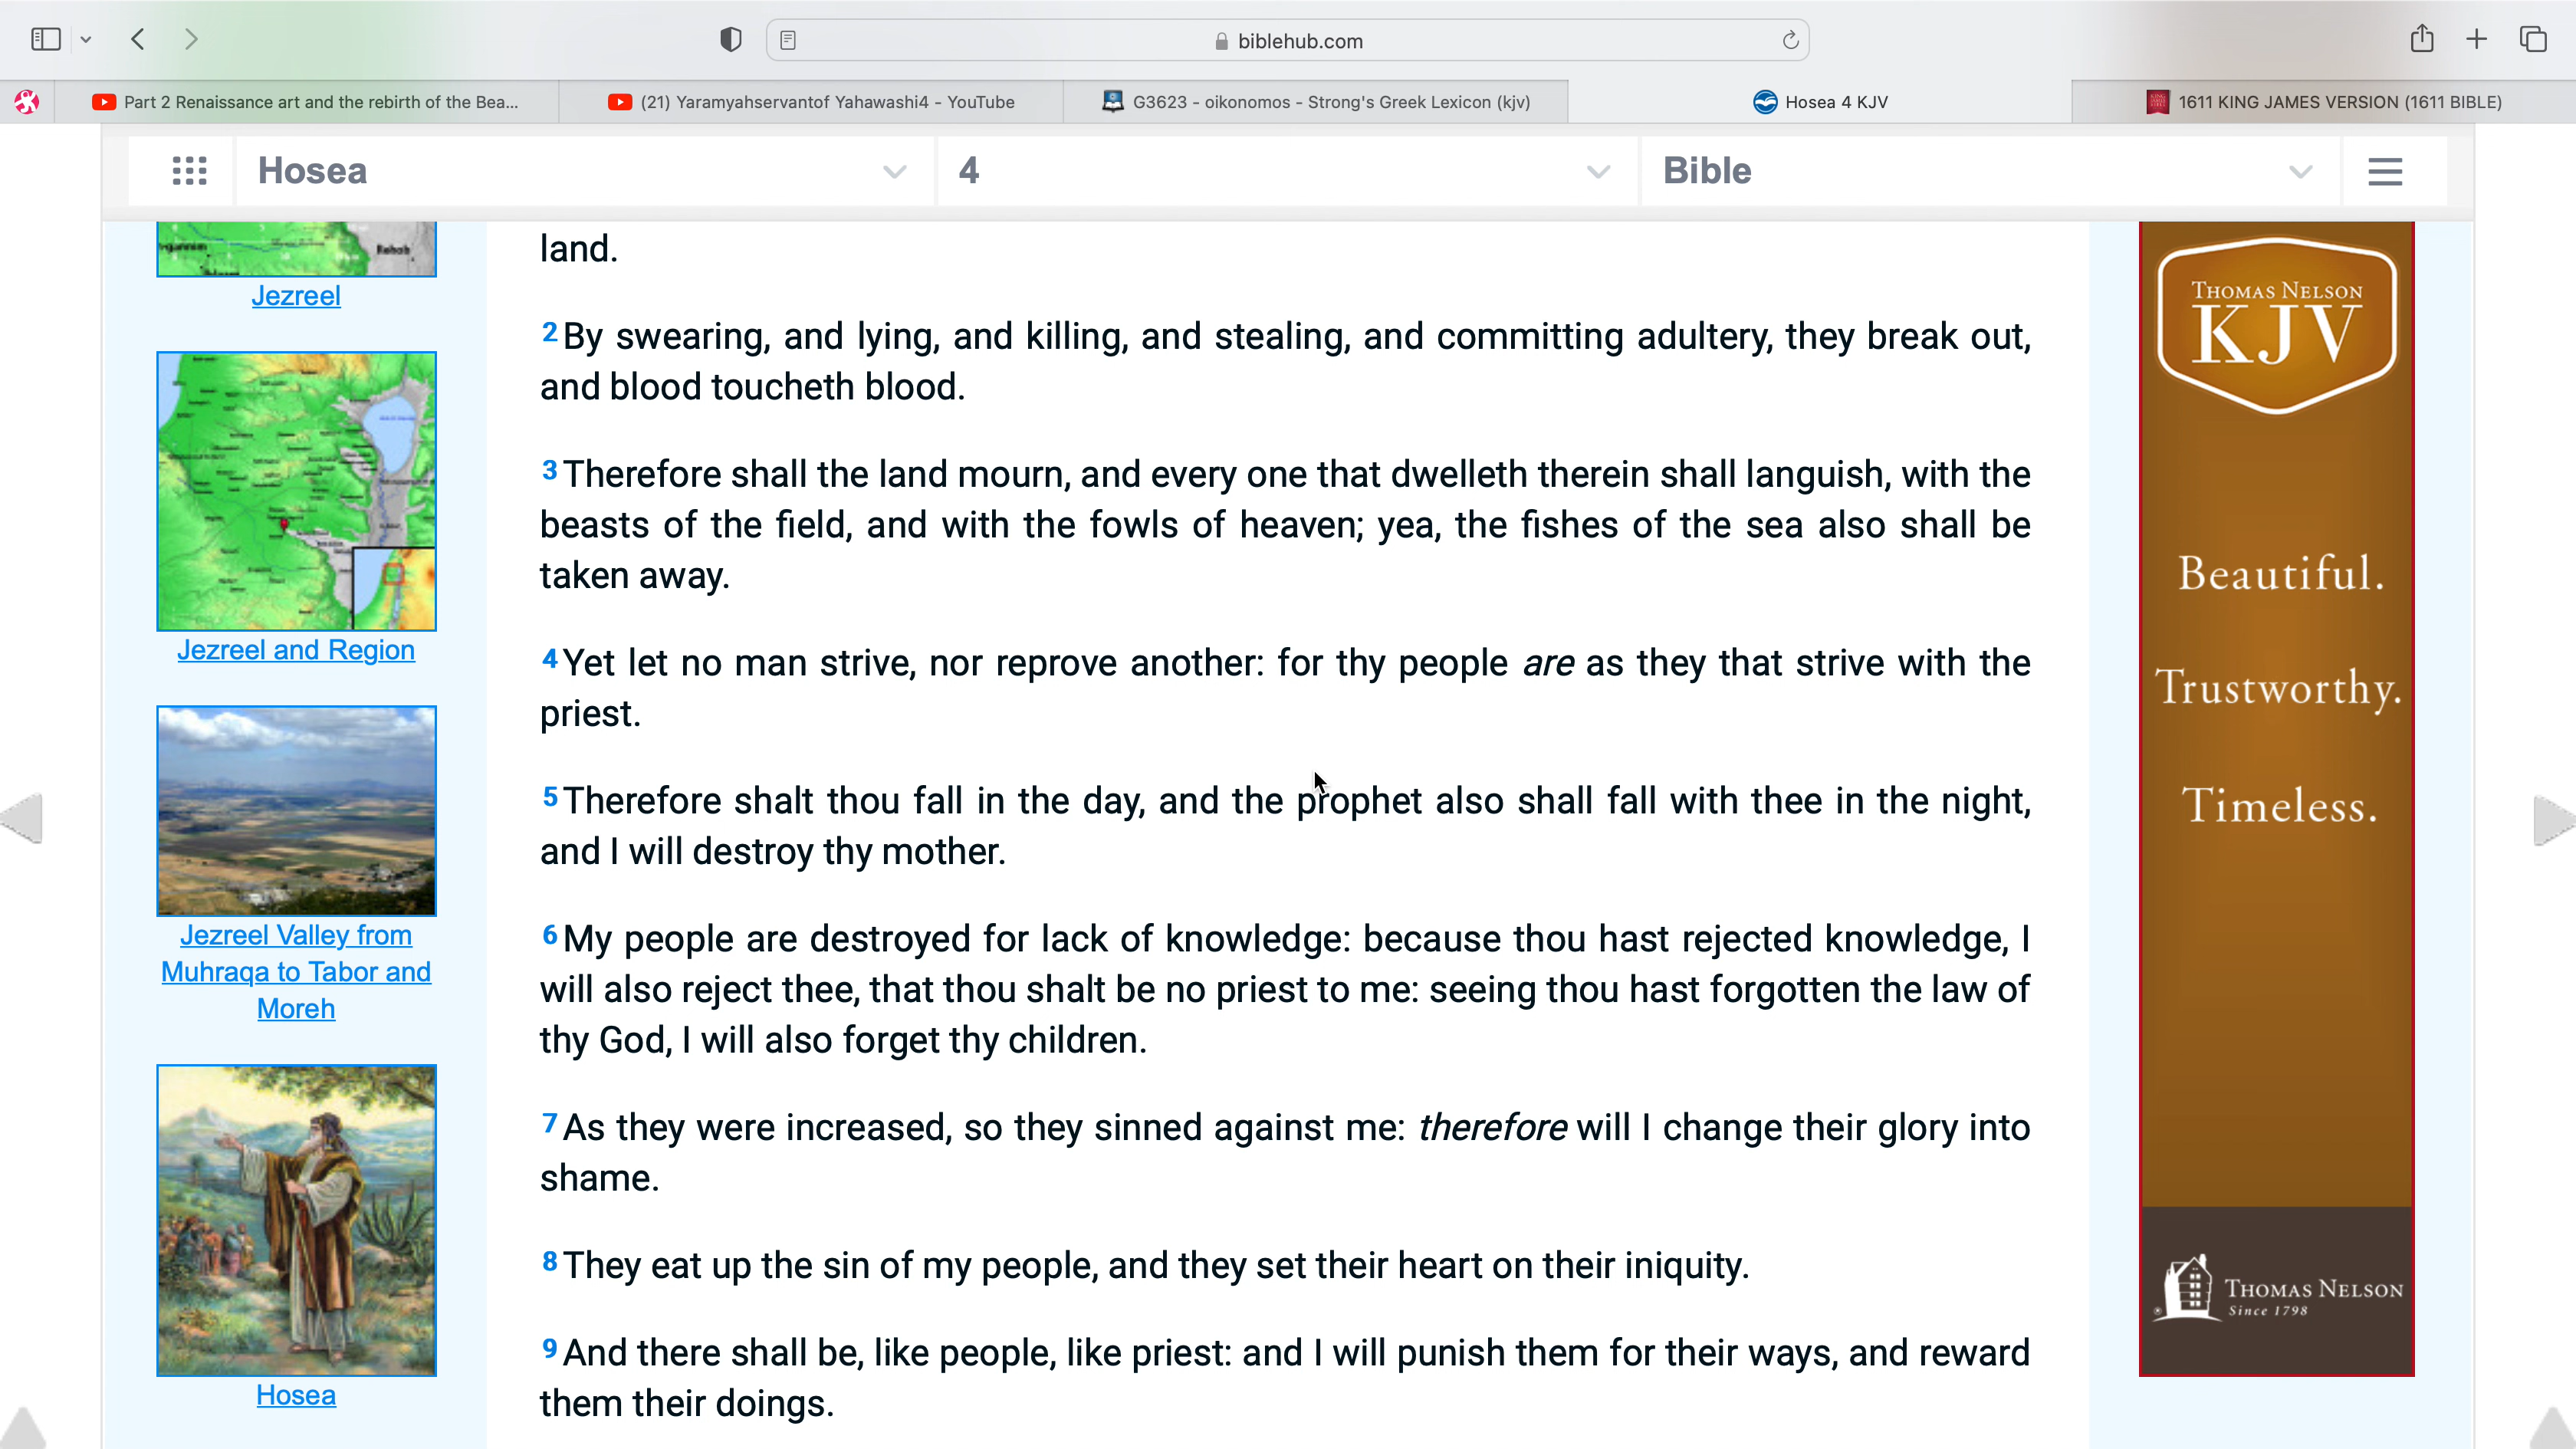 biblehub.com
Part 2 Renaissance art and the rebirth of the Bea...
(21) Yaramyahservantof Yahawashi4 - YouTube
G3623 - oikonomos - Strong's Greek Lexicon (kjv)
Hosea 4 KJV
1611 KING JAMES VERSION (1611 BIBLE)
Hosea
4
Bible
Rehob
Jezreel
Jezreel and Region
Jezreel Valley from
Muhraqa to Tabor and
Moreh
Hosea
land.
2 By swearing, and lying, and killing, and stealing, and committing adultery, they break out,
and blood toucheth blood.
3 Therefore shall the land mourn, and every one that dwelleth therein shall languish, with the
beasts of the field, and with the fowls of heaven; yea, the fishes of the sea also shall be
taken away.
4 Yet let no man strive, nor reprove another: for thy people are as they that strive with the
priest.
5 Therefore shalt thou fall in the day, and the prophet also shall fall with thee in the night,
and I will destroy thy mother.
6 My people are destroyed for lack of knowledge: because thou hast rejected knowledge, I
will also reject thee, that thou shalt be no priest to me: seeing thou hast forgotten the law of
thy God, I will also forget thy children.
7 As they were increased, so they sinned against me: therefore will I change their glory into
shame.
8 They eat up the sin of my people, and they set their heart on their iniquity.
9 And there shall be, like people, like priest: and I will punish them for their ways, and reward
them their doings.
THOMAS NELSON
KJV
Beautiful.
Trustworthy.
Timeless.
THOMAS NELSON
Since 1798